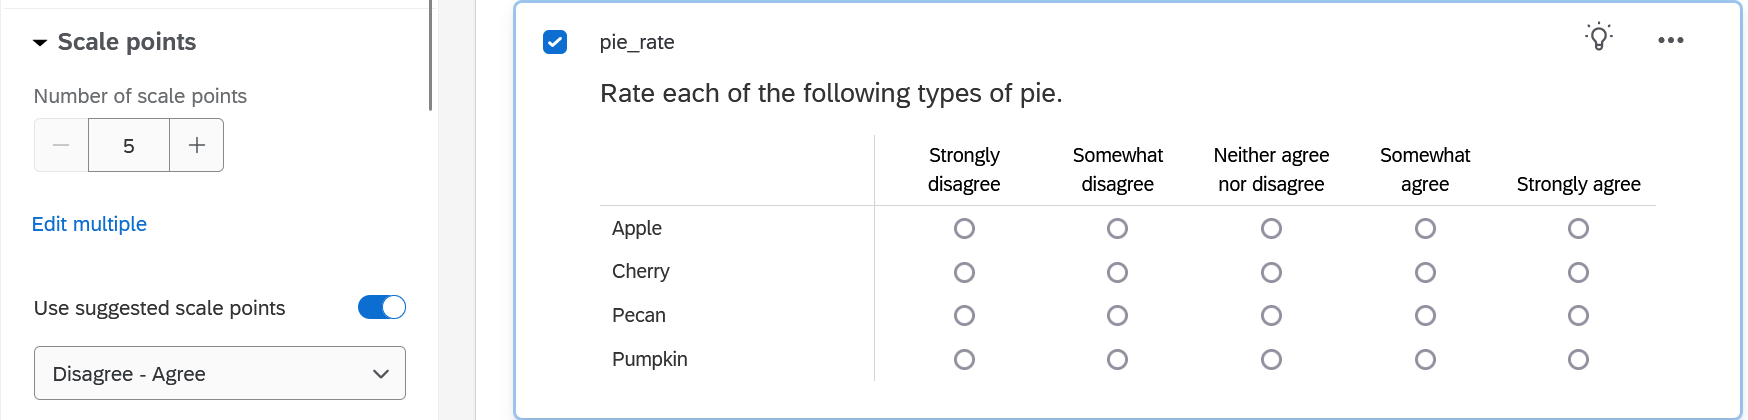 Scale points
Number of scale points
5
Edit multiple
Use suggested scale points
Disagree - Agree
pie_rate
Rate each of the following types of pie.
Strongly disagree
Somewhat disagree
Neither agree nor disagree
Somewhat agree
Strongly agree
Apple
Cherry
Pecan
Pumpkin